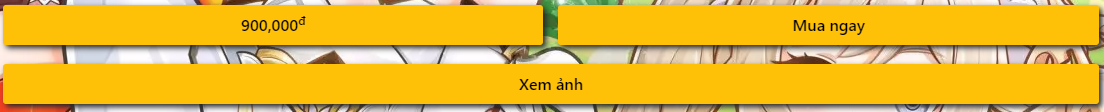 900,000đ
Mua ngay
Xem ảnh